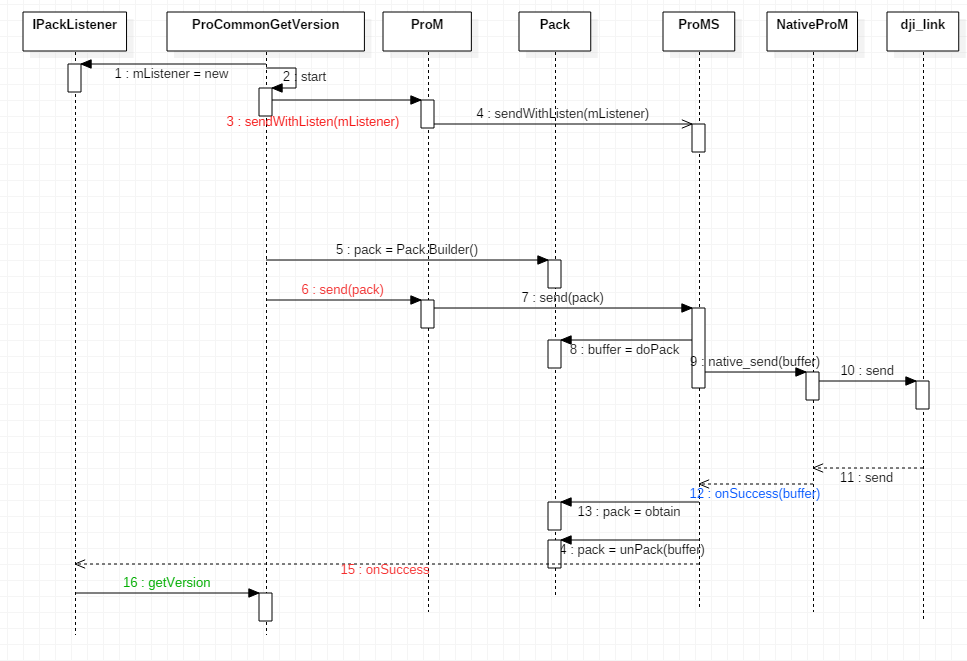 IPackListener
ProCommonGetVersion
ProM
Pack
ProMS
NativeProM
dji_link
1 : mListener = new
2 : start
3 : sendWithListen(mListener)
4 : sendWithListen(mListener)
5 : pack = Pack.Builder()
6 : send(pack)
7 : send(pack)
8 : buffer = doPack
9 : native_send(buffer)
10 : send
11 : send
12 : onSuccess(buffer)
13 : pack = obtain
4 : pack = unPack(buffer)
15 : onSuccess
16 : getVersion